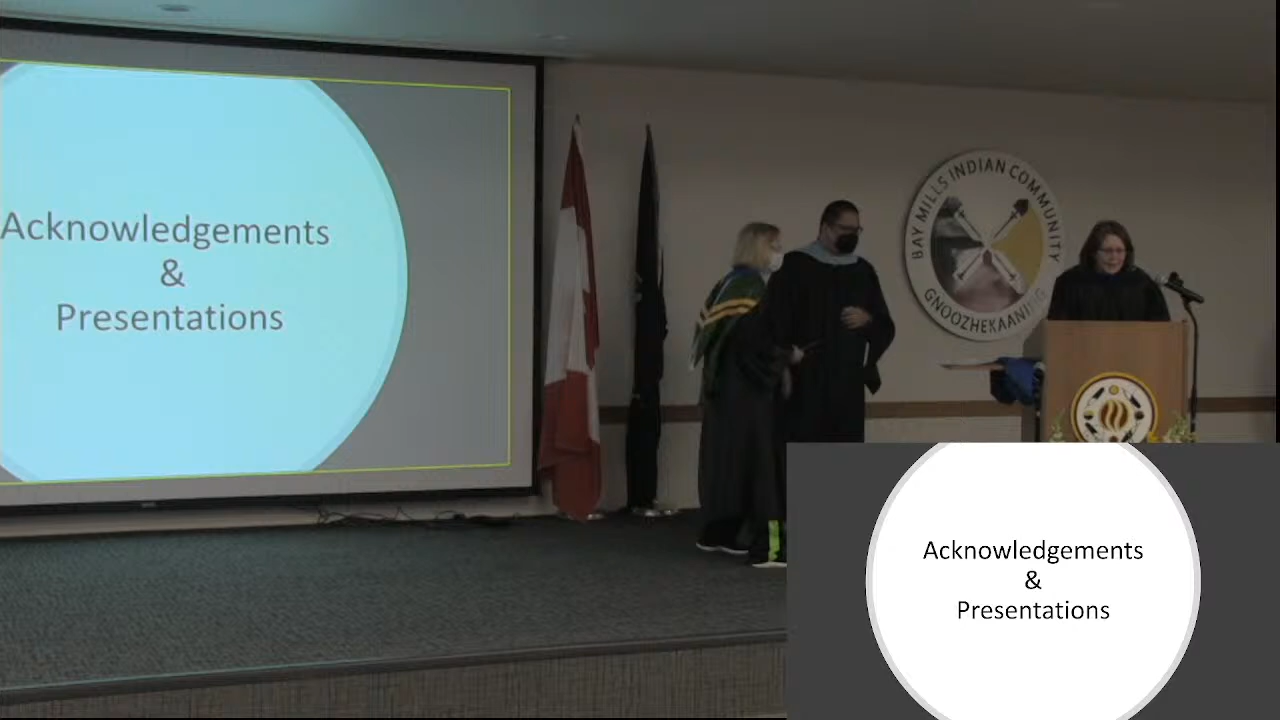 Acknowledgements
&
Presentations
BAY MILLS INDIAN COMMUNITY
GNOOZHEKAANING
Acknowledgements
&
Presentations